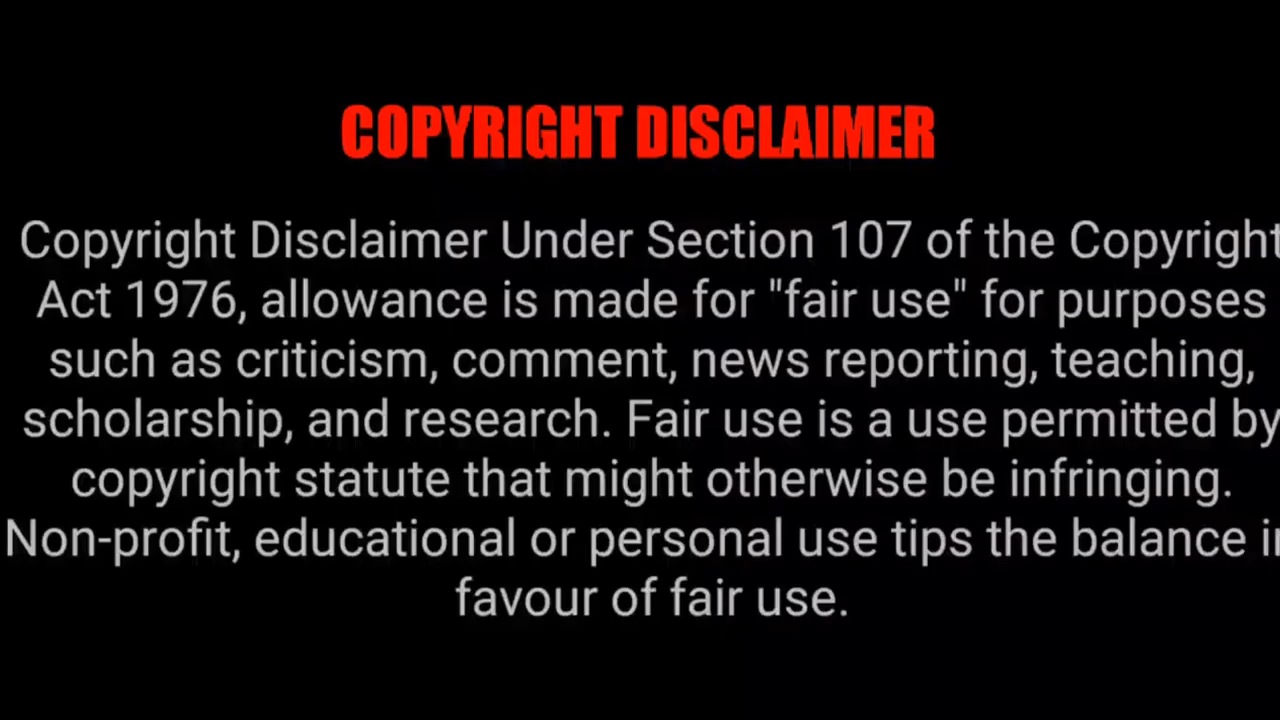 COPYRIGHT DISCLAIMER
Copyright Disclaimer Under Section 107 of the Copyright
Act 1976, allowance is made for "fair use" for purposes
such as criticism, comment, news reporting, teaching,
scholarship, and research. Fair use is a use permitted by
copyright statute that might otherwise be infringing.
Non-profit, educational or personal use tips the balance in
favour of fair use.